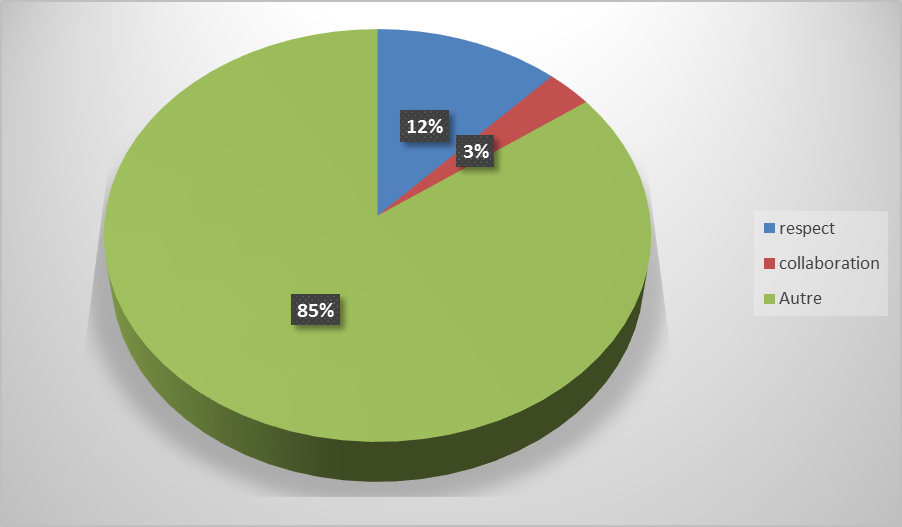 12%
3%
85%
respect
collaboration
Autre